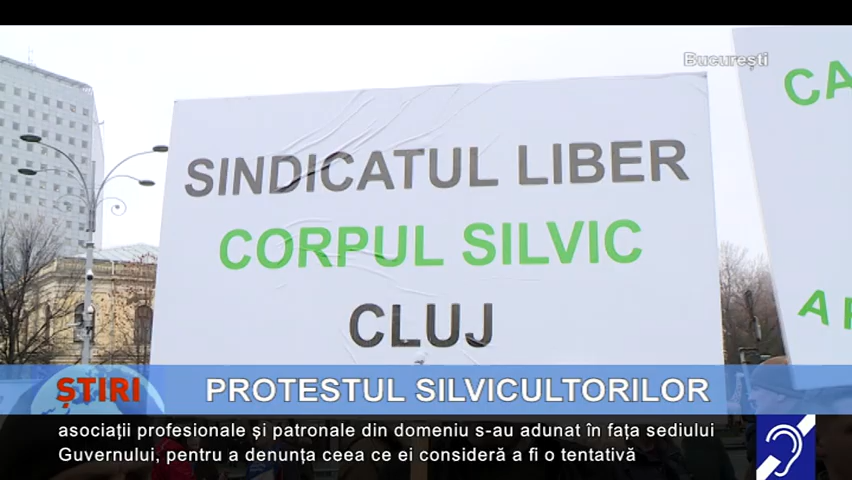 București
SINDICATUL LIBER
CORPUL SILVIC
CLUJ
CA
A
ȘTIRI
PROTESTUL SILVICULTORILOR
asociații profesionale și patronale din domeniu s-au adunat în fața sediului
Guvernului, pentru a denunța ceea ce ei consideră a fi o tentativă